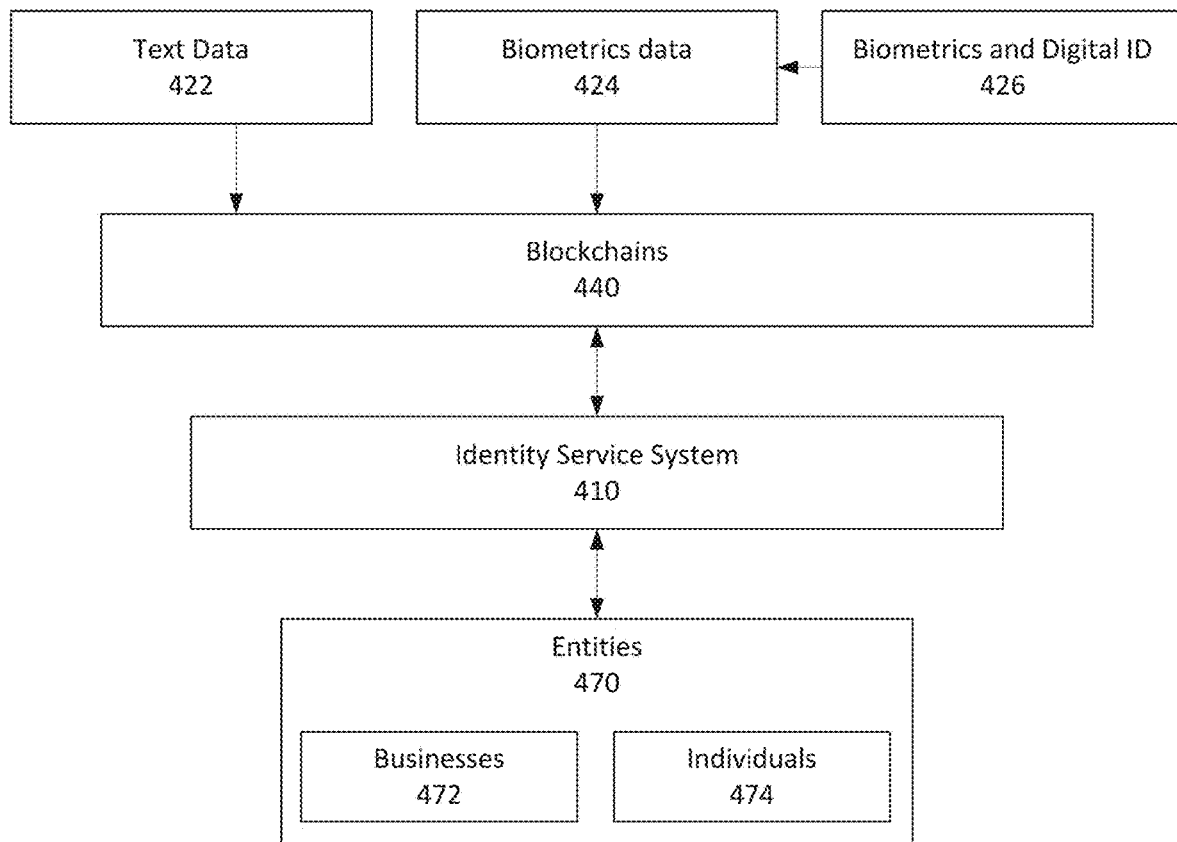 Text Data
422
Biometrics data
424
Biometrics and Digital ID
426
Blockchains
440
Identity Service System
410
Entities
470
Businesses
472
Individuals
474